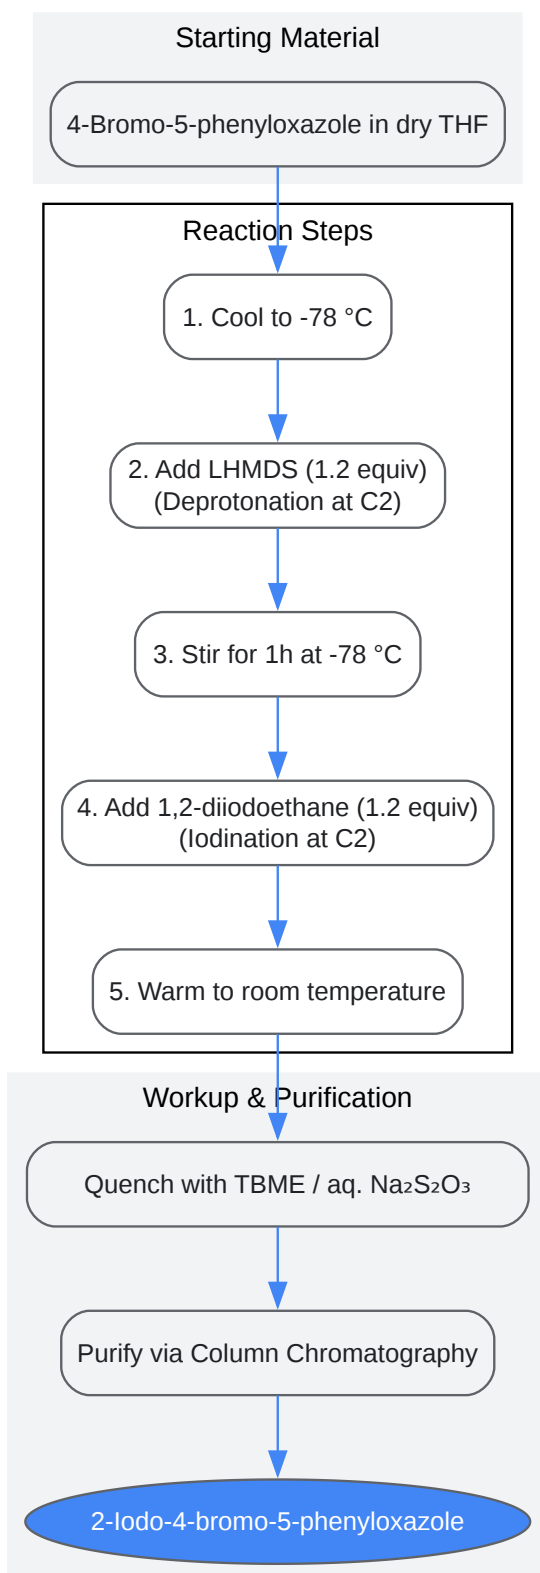 Starting Material
4-Bromo-5-phenyloxazole in dry THF
Reaction Steps
1. Cool to -78 °C
2. Add LHMDS (1.2 equiv)
(Deprotonation at C2)
3. Stir for 1h at -78 °C
4. Add 1,2-diiodoethane (1.2 equiv)
(Iodination at C2)
5. Warm to room temperature
Workup & Purification
Quench with TBME / aq. Na₂S₂O₃
Purify via Column Chromatography
2-Iodo-4-bromo-5-phenyloxazole